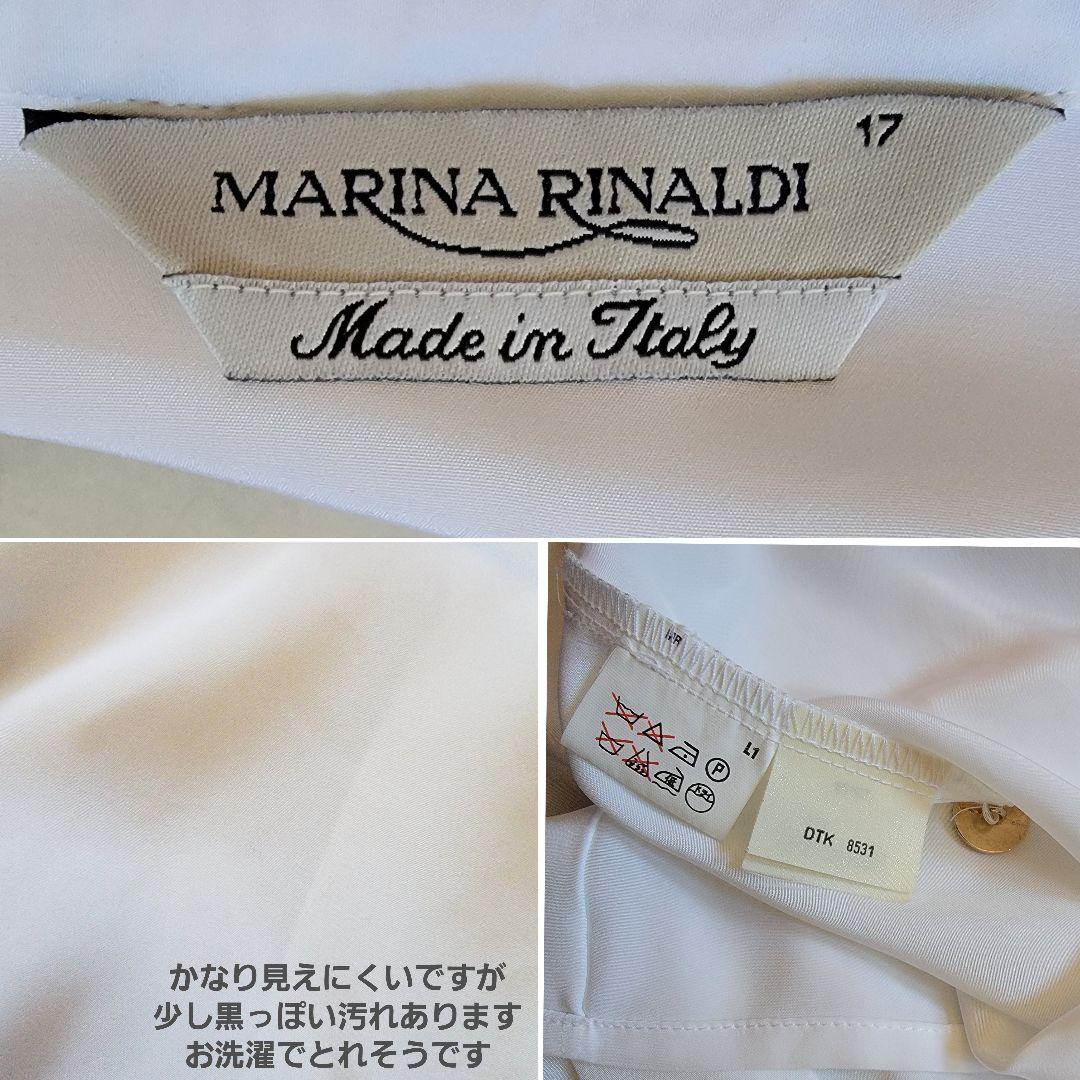 17
MARINA RINALDI
Made in Italy
かなり見えにくいですが
少し黒っぽい汚れあります
お洗濯でとれそうです
L1
P
DTK 8531